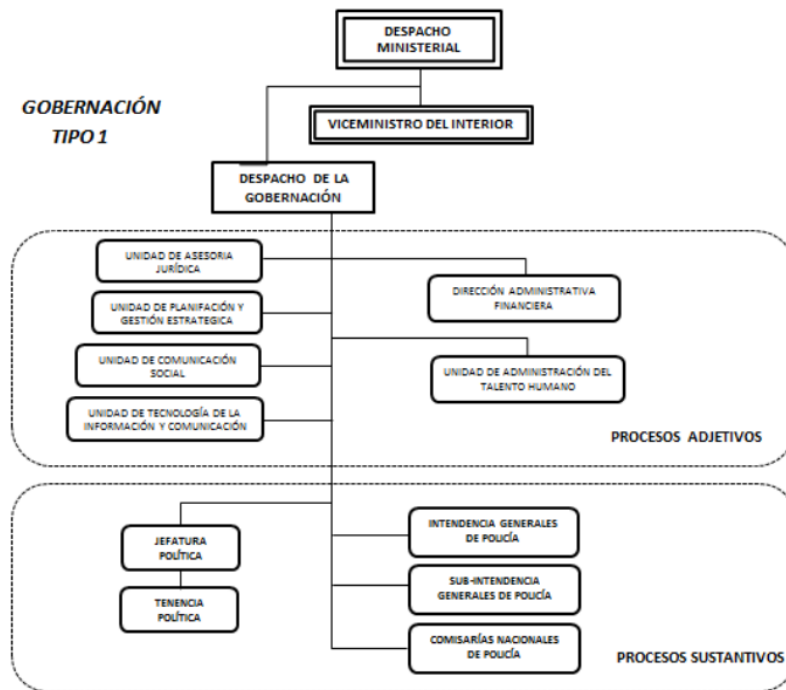 DESPACHO
MINISTERIAL
GOBERNACIÓN
TIPO 1
VICEMINISTRO DEL INTERIOR
DESPACHO DE LA
GOBERNACIÓN
UNIDAD DE ASESORIA
JURÍDICA
DIRECCIÓN ADMINISTRATIVA
FINANCIERA
UNIDAD DE PLANIFACIÓN Y
GESTIÓN ESTRATEGICA
UNIDAD DE COMUNICACIÓN
SOCIAL
UNIDAD DE ADMINISTRACIÓN DEL
TALENTO HUMANO
UNIDAD DE TECNOLOGÍA DE LA
INFORMACIÓN Y COMUNICACIÓN
PROCESOS ADJETIVOS
JEFATURA
POLÍTICA
INTENDENCIA GENERALES
DE POLICÍA
TENENCIA
POLÍTICA
SUB-INTENDENCIA
GENERALES DE POLICÍA
COMISARÍAS NACIONALES
DE POLICÍA
PROCESOS SUSTANTIVOS